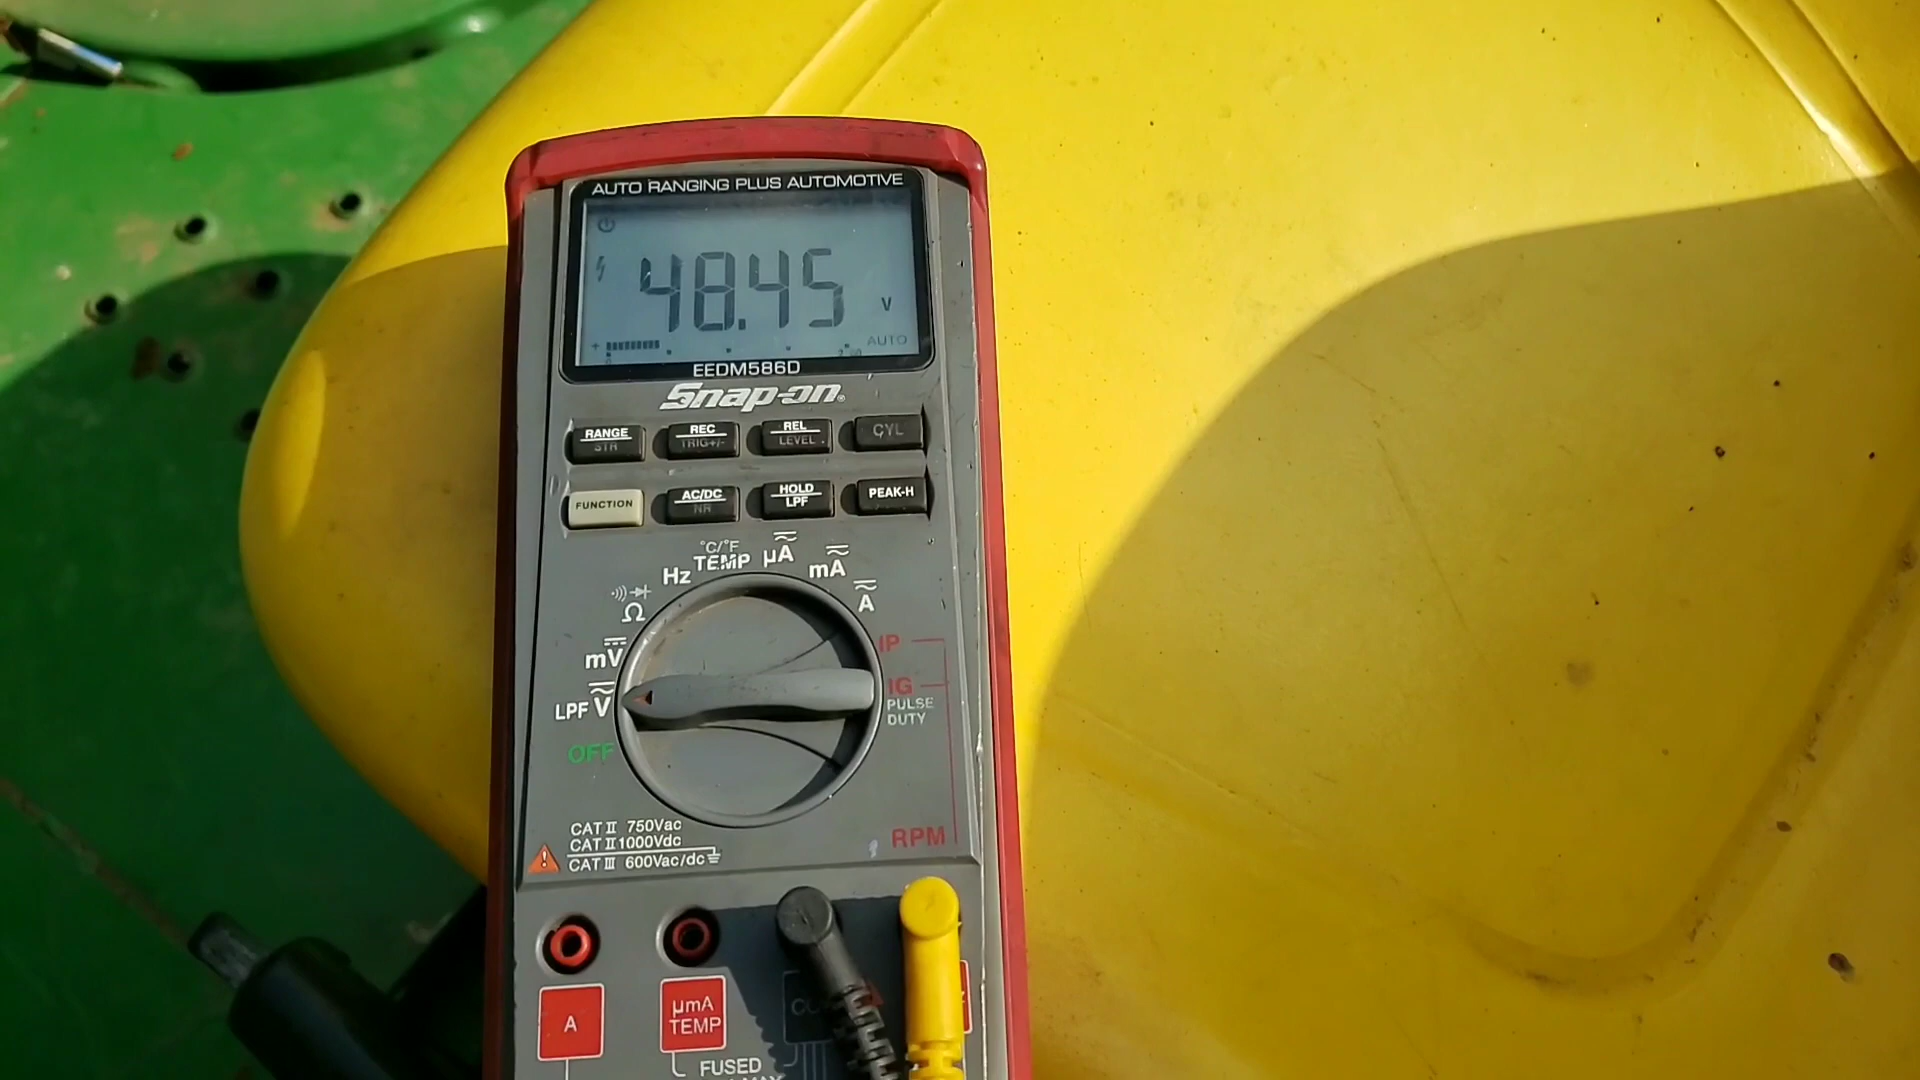 AUTO RANGING PLUS AUTOMOTIVE
48.45 V
AUTO
EEDM586D
Snap-on®
RANGE REC REL CYL
STR TRIG+/- LEVEL
FUNCTION AC/DC HOLD PEAK-H
NR LPF
°C/°F
Hz TEMP µA mA
A
Ω
mV
LPF V
OFF
IP
IG
PULSE
DUTY
RPM
CAT II 750Vac
CAT II 1000Vdc
CAT III 600Vac/dc
A
µmA
TEMP
FUSED